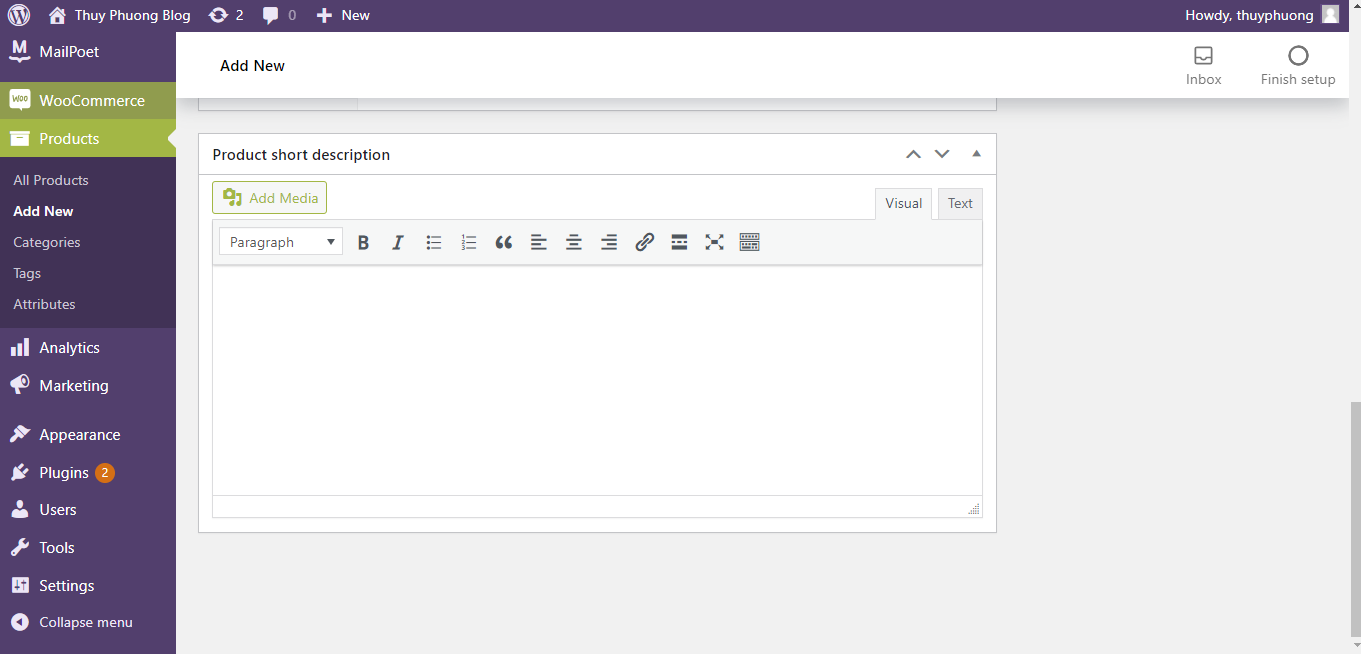 Thuy Phuong Blog 2 0 New Howdy, thuyphuong
MailPoet
WooCommerce
Products
All Products
Add New
Categories
Tags
Attributes
Analytics
Marketing
Appearance
Plugins 2
Users
Tools
Settings
Collapse menu
Add New
Inbox
Finish setup
Product short description
Add Media
Visual Text
Paragraph